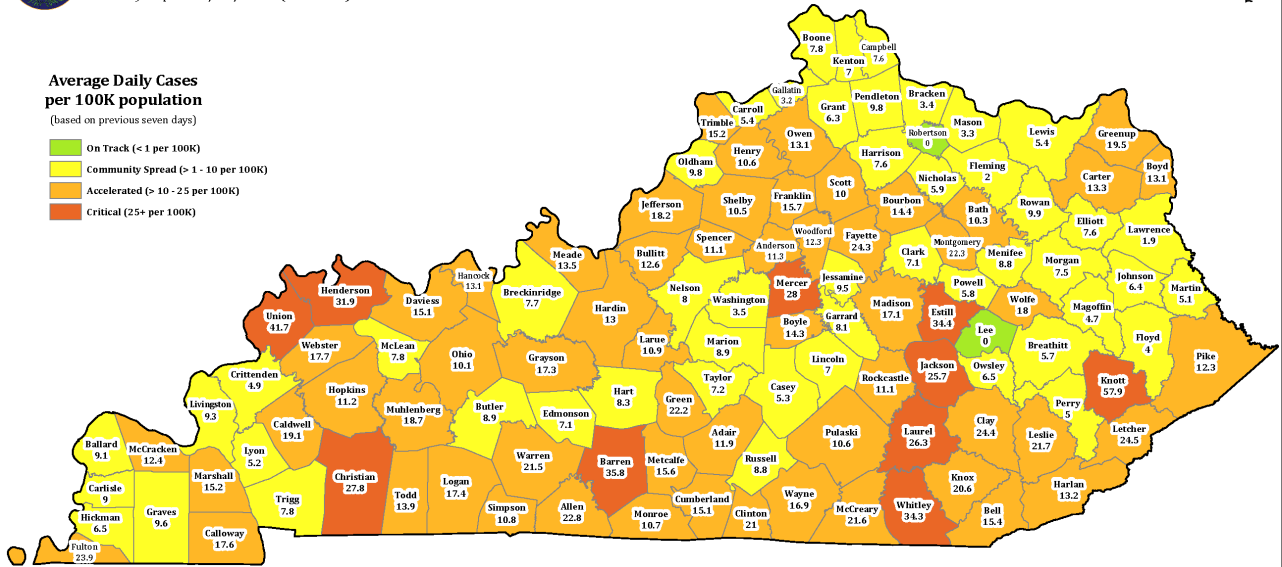 Average Daily Cases
per 100K population
(based on previous seven days)
On Track (< 1 per 100K)
Community Spread (> 1 - 10 per 100K)
Accelerated (> 10 - 25 per 100K)
Critical (25+ per 100K)
Boone
7.8
Kenton
7
Campbell
7.6
Gallatin
3.2
Carroll
5.4
Trimble
15.2
Grant
6.3
Pendleton
9.8
Bracken
3.4
Robertson
0
Mason
3.3
Lewis
5.4
Greenup
19.5
Boyd
13.1
Carter
13.3
Owen
13.1
Henry
10.6
Oldham
9.8
Harrison
7.6
Fleming
2
Nicholas
5.9
Scott
10
Franklin
15.7
Shelby
10.5
Jefferson
18.2
Bourbon
14.4
Bath
10.3
Rowan
9.9
Elliott
7.6
Lawrence
1.9
Spencer
11.1
Bullitt
12.6
Anderson
11.3
Woodford
12.3
Fayette
24.3
Clark
7.1
Montgomery
22.3
Menifee
8.8
Morgan
7.5
Johnson
6.4
Martin
5.1
Meade
13.5
Hancock
13.1
Breckinridge
7.7
Henderson
31.9
Daviess
15.1
Union
41.7
Nelson
8
Washington
3.5
Mercer
28
Jessamine
9.5
Powell
5.8
Wolfe
18
Magoffin
4.7
Hardin
13
Madison
17.1
Estill
34.4
Lee
0
Breathitt
5.7
Floyd
4
Pike
12.3
Garrard
8.1
Boyle
14.3
Larue
10.9
Marion
8.9
Webster
17.7
McLean
7.8
Ohio
10.1
Grayson
17.3
Lincoln
7
Jackson
25.7
Owsley
6.5
Knott
57.9
Crittenden
4.9
Hopkins
11.2
Taylor
7.2
Casey
5.3
Rockcastle
11.1
Hart
8.3
Green
22.2
Livingston
9.3
Muhlenberg
18.7
Butler
8.9
Edmonson
7.1
Caldwell
19.1
Perry
5
Letcher
24.5
Clay
24.4
Leslie
21.7
Laurel
26.3
Pulaski
10.6
Adair
11.9
Ballard
9.1
McCracken
12.4
Lyon
5.2
Warren
21.5
Barren
35.8
Metcalfe
15.6
Russell
8.8
Marshall
15.2
Christian
27.8
Trigg
7.8
Todd
13.9
Logan
17.4
Carlisle
9
Graves
9.6
Hickman
6.5
Fulton
23.9
Calloway
17.6
Simpson
10.8
Allen
22.8
Monroe
10.7
Cumberland
15.1
Clinton
21
Wayne
16.9
McCreary
21.6
Whitley
34.3
Knox
20.6
Bell
15.4
Harlan
13.2